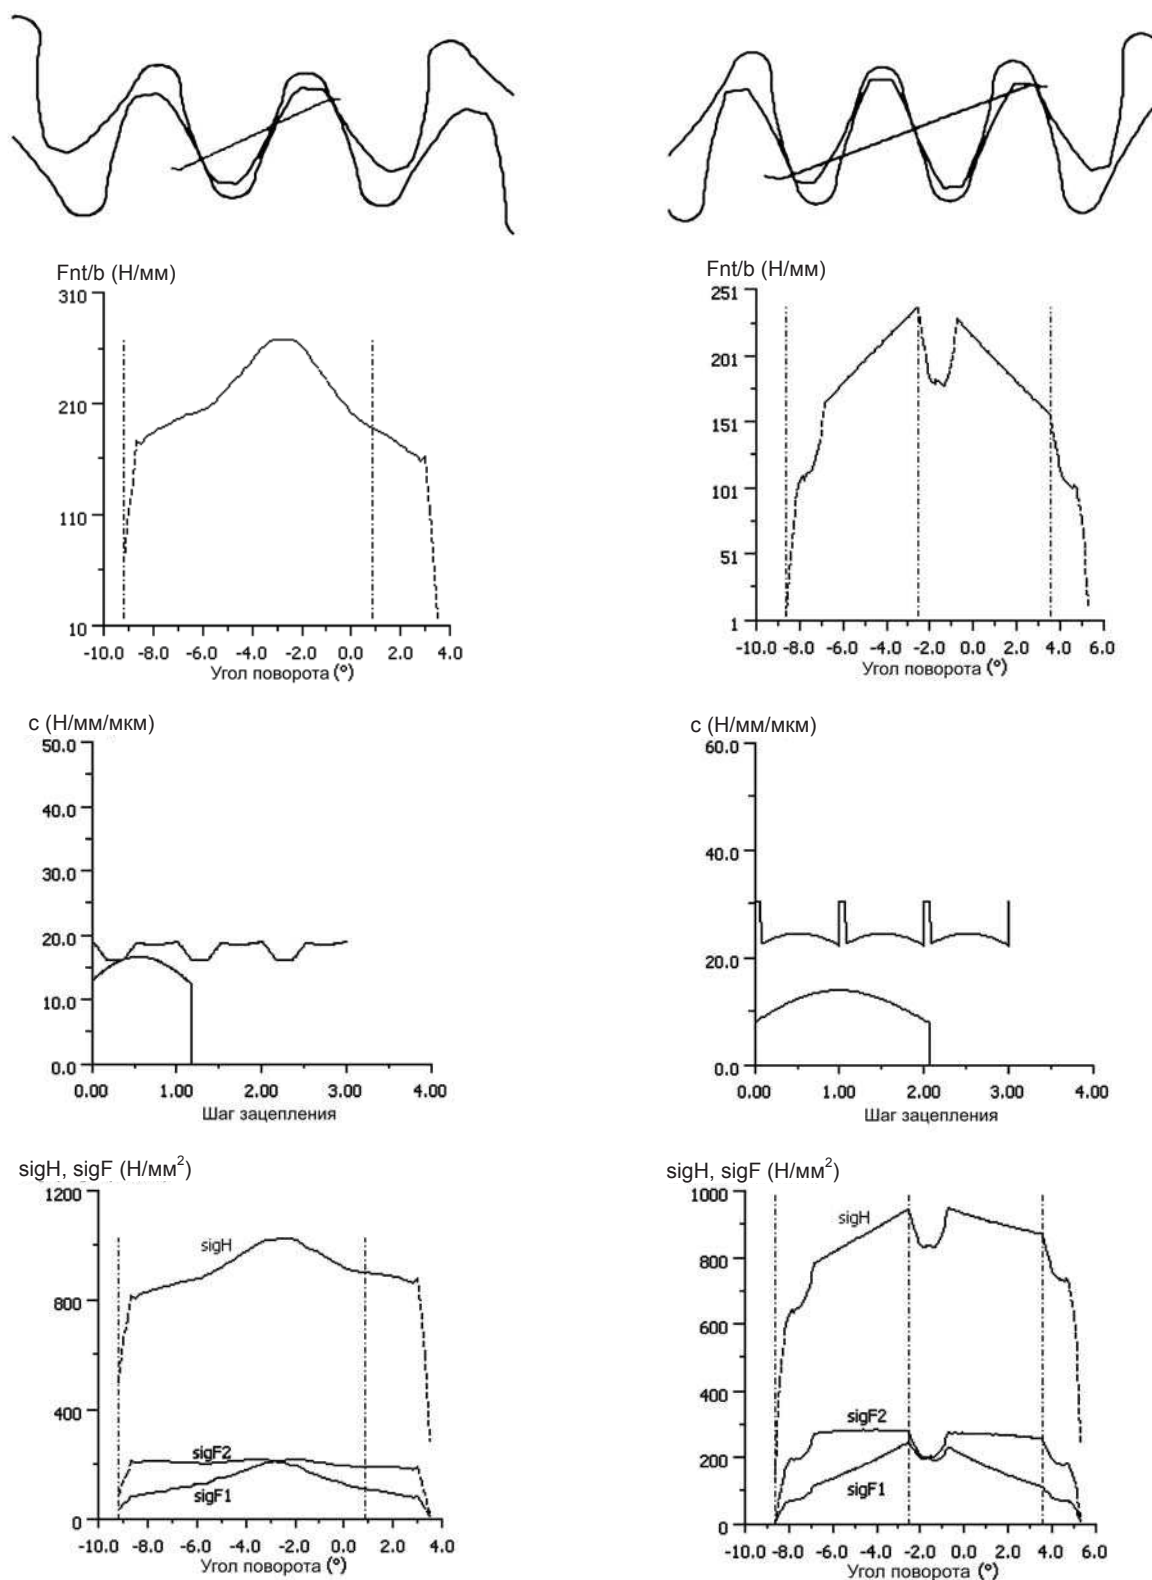 Fnt/b (Н/мм)
310
210
110
10
-10.0 -8.0 -6.0 -4.0 -2.0 0.0 2.0 4.0
Угол поворота (°)
Fnt/b (Н/мм)
251
201
151
101
51
1
-10.0 -8.0 -6.0 -4.0 -2.0 0.0 2.0 4.0 6.0
Угол поворота (°)
с (Н/мм/мкм)
50.0
40.0
30.0
20.0
10.0
0.0
0.00 1.00 2.00 3.00 4.00
Шаг зацепления
с (Н/мм/мкм)
60.0
40.0
20.0
0.0
0.00 1.00 2.00 3.00 4.00
Шаг зацепления
sigH, sigF (Н/мм²)
1200
800
400
0
sigH
sigF2
sigF1
-10.0 -8.0 -6.0 -4.0 -2.0 0.0 2.0 4.0
Угол поворота (°)
sigH, sigF (Н/мм²)
1000
800
600
400
200
0
sigH
sigF2
sigF1
-10.0 -8.0 -6.0 -4.0 -2.0 0.0 2.0 4.0 6.0
Угол поворота (°)